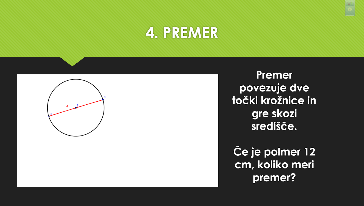 4. PREMER
Premer
povezuje dve
točki krožnice in
gre skozi
središče.
Če je polmer 12
cm, koliko meri
premer?